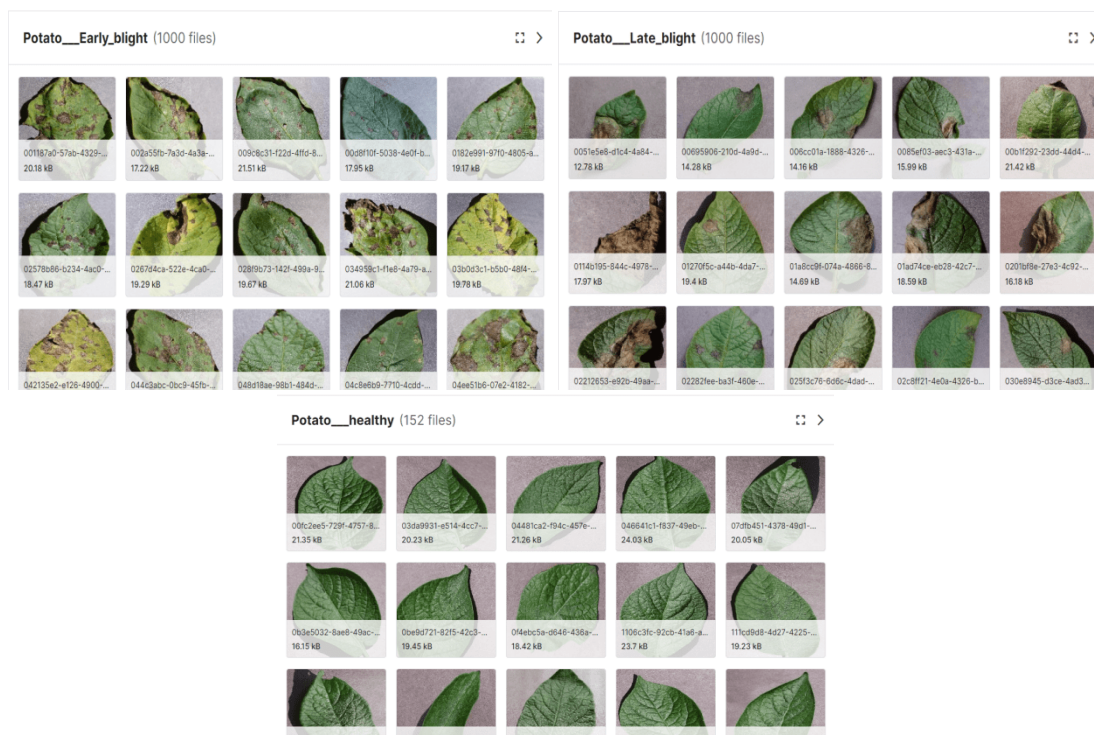 Potato___Early_blight (1000 files)
001187a0-57ab-4329-...
20.18 kB
002a55fb-7a3d-4a3a-...
17.22 kB
009c8c31-f22d-4ffd-8...
21.51 kB
00d8f10f-5038-4e0f-b...
17.95 kB
0182e991-97f0-4805-a...
19.17 kB
02578b86-b234-4ac0-...
18.47 kB
0267d4ca-522e-4ca0-...
19.29 kB
028f9b73-142f-499a-9...
19.67 kB
034959c1-f1e8-4a79-a...
21.06 kB
03b0d3c1-b5b0-48f4-...
19.78 kB
042135e2-e126-4900-...
044c3abc-0bc9-45fb-...
048d18ae-98b1-484d-...
04c8e6b9-7710-4cdd-...
04ee51b6-07e2-4182-...
Potato___Late_blight (1000 files)
0051e5e8-d1c4-4a84-...
12.78 kB
00695906-210d-4a9d-...
14.28 kB
006cc01a-1888-4326-...
14.16 kB
0085ef03-aec3-431a-...
15.99 kB
00b1f292-23dd-44d4-...
21.42 kB
0114b195-844c-4978-...
17.97 kB
01270f5c-a44b-4da7-...
19.4 kB
01a8cc9f-074a-4866-8...
14.69 kB
01ad74ce-eb28-42c7-...
18.59 kB
0201bf8e-27e3-4c92-...
16.18 kB
02212653-e92b-49aa-...
02282fee-ba3f-460e-...
025f3c76-6d6c-4dad-...
02c8ff21-4e0a-4326-b...
030e8945-d3ce-4ad3...
Potato___healthy (152 files)
00fc2ee5-729f-4757-8...
21.35 kB
03da9931-e514-4cc7-...
20.23 kB
04481ca2-f94c-457e-...
21.26 kB
046641c1-f837-49eb-...
24.03 kB
07dfb451-4378-49d1-...
20.05 kB
0b3e5032-8ae8-49ac-...
16.15 kB
0be9d721-82f5-42c3-...
19.45 kB
0f4ebc5a-d646-436a-...
18.42 kB
1106c3fc-92cb-41a6-a...
23.7 kB
111cd9d8-4d27-4225-...
19.23 kB